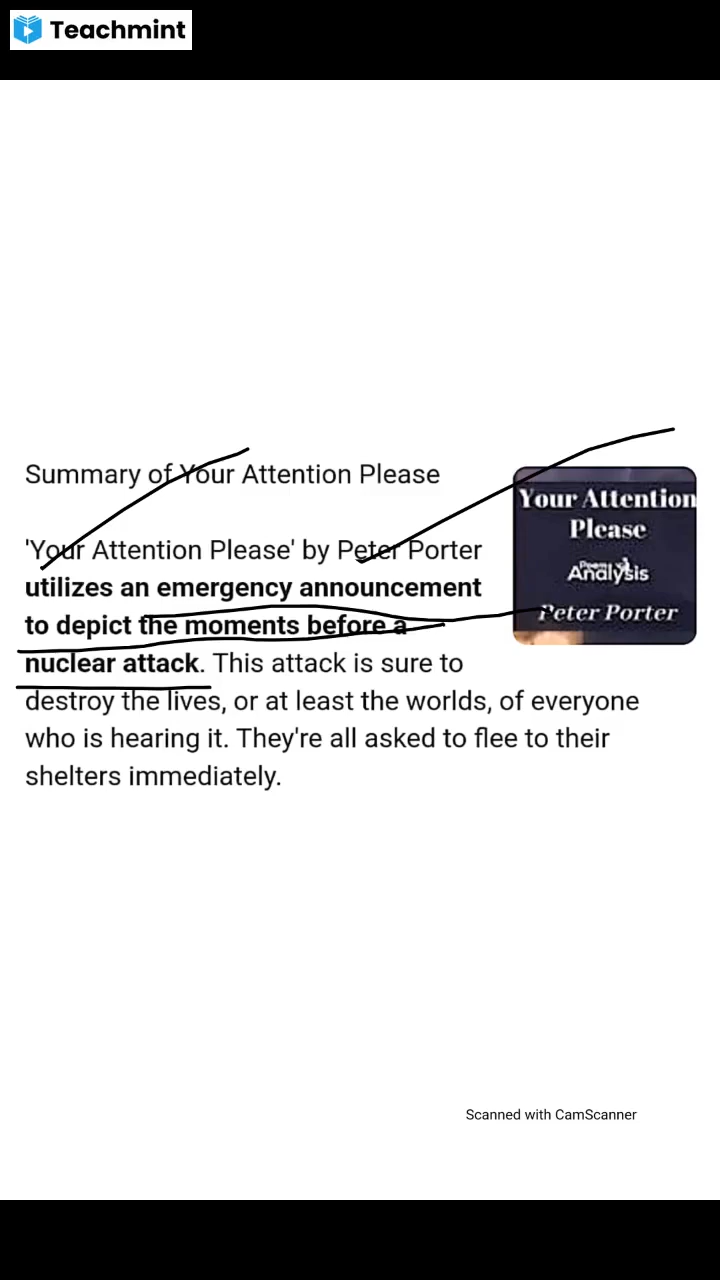 Teachmint
Summary of Your Attention Please
'Your Attention Please' by Peter Porter
utilizes an emergency announcement
to depict the moments before a
nuclear attack. This attack is sure to
destroy the lives, or at least the worlds, of everyone
who is hearing it. They're all asked to flee to their
shelters immediately.
Your Attention
Please
Poem
Analysis
Peter Porter
Scanned with CamScanner